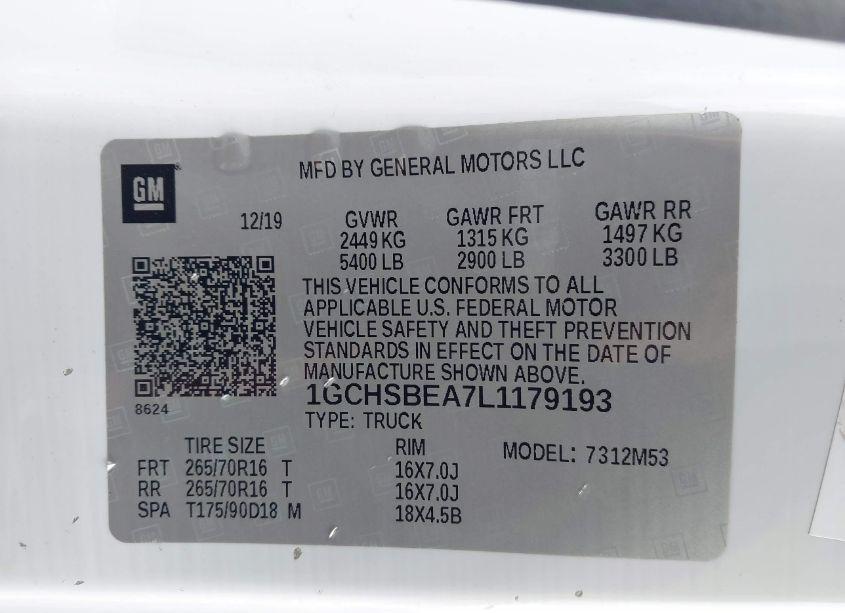 GM
MFD BY GENERAL MOTORS LLC
12/19 GVWR GAWR FRT GAWR RR
2449 KG 1315 KG 1497 KG
5400 LB 2900 LB 3300 LB
THIS VEHICLE CONFORMS TO ALL
APPLICABLE U.S. FEDERAL MOTOR
VEHICLE SAFETY AND THEFT PREVENTION
STANDARDS IN EFFECT ON THE DATE OF
MANUFACTURE SHOWN ABOVE.
1GCHSBEA7L1179193
8624
TYPE: TRUCK
TIRE SIZE RIM MODEL: 7312M53
FRT 265/70R16 T 16X7.0J
RR 265/70R16 T 16X7.0J
SPA T175/90D18 M 18X4.5B